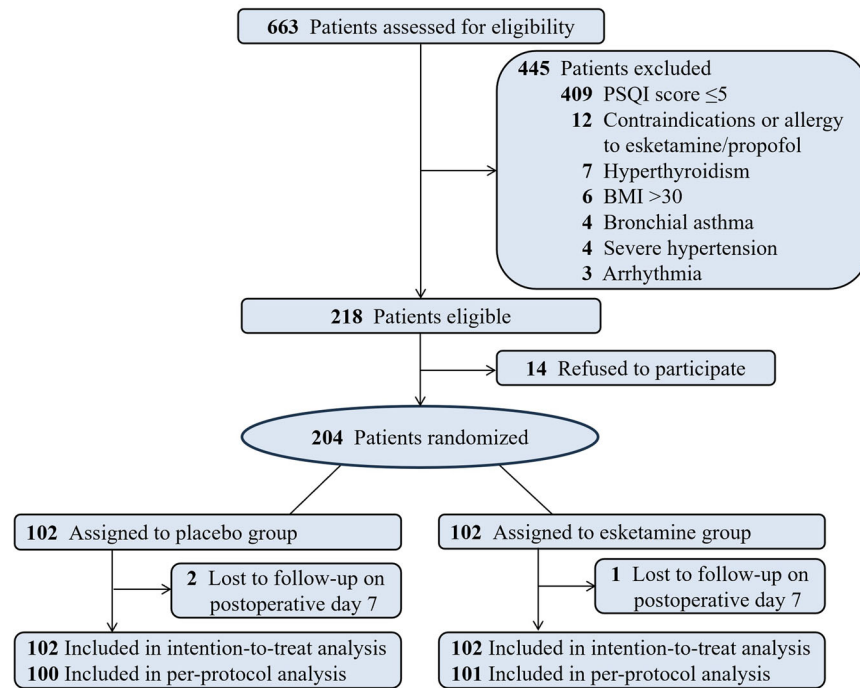 663 Patients assessed for eligibility
445 Patients excluded
409 PSQI score ≤5
12 Contraindications or allergy
to esketamine/propofol
7 Hyperthyroidism
6 BMI >30
4 Bronchial asthma
4 Severe hypertension
3 Arrhythmia
218 Patients eligible
14 Refused to participate
204 Patients randomized
102 Assigned to placebo group
2 Lost to follow-up on
postoperative day 7
102 Included in intention-to-treat analysis
100 Included in per-protocol analysis
102 Assigned to esketamine group
1 Lost to follow-up on
postoperative day 7
102 Included in intention-to-treat analysis
101 Included in per-protocol analysis